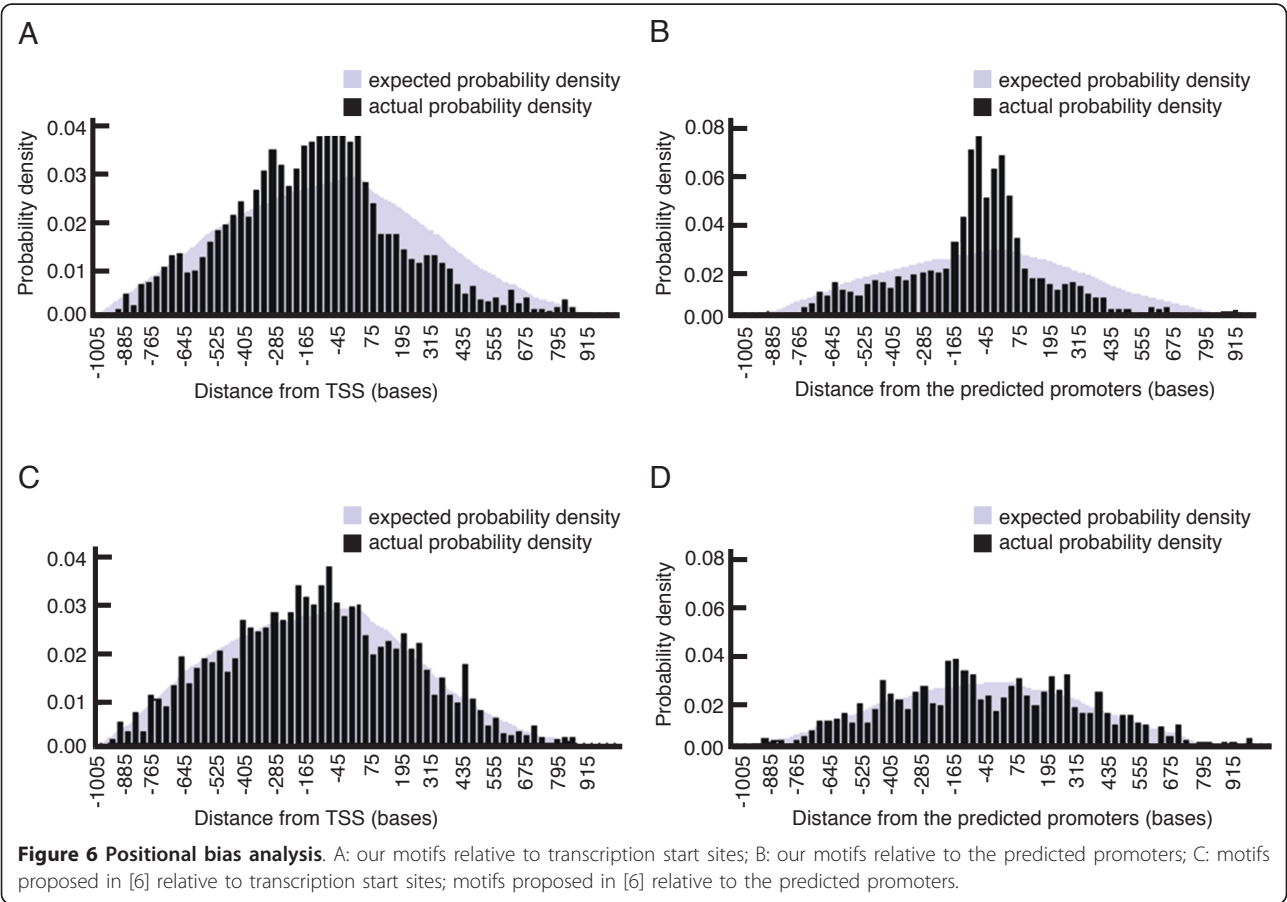 A
expected probability density
actual probability density
Probability density
0.04
0.03
0.02
0.01
0.00
-1005 -885 -765 -645 -525 -405 -285 -165 -45 75 195 315 435 555 675 795 915
Distance from TSS (bases)
B
expected probability density
actual probability density
Probability density
0.08
0.06
0.04
0.02
0.00
-1005 -885 -765 -645 -525 -405 -285 -165 -45 75 195 315 435 555 675 795 915
Distance from the predicted promoters (bases)
C
expected probability density
actual probability density
0.04
0.03
0.02
0.01
0.00
-1005 -885 -765 -645 -525 -405 -285 -165 -45 75 195 315 435 555 675 795 915
Distance from TSS (bases)
D
expected probability density
actual probability density
Probability density
0.08
0.06
0.04
0.02
0.00
-1005 -885 -765 -645 -525 -405 -285 -165 -45 75 195 315 435 555 675 795 915
Distance from the predicted promoters (bases)
Figure 6 Positional bias analysis. A: our motifs relative to transcription start sites; B: our motifs relative to the predicted promoters; C: motifs
proposed in [6] relative to transcription start sites; motifs proposed in [6] relative to the predicted promoters.